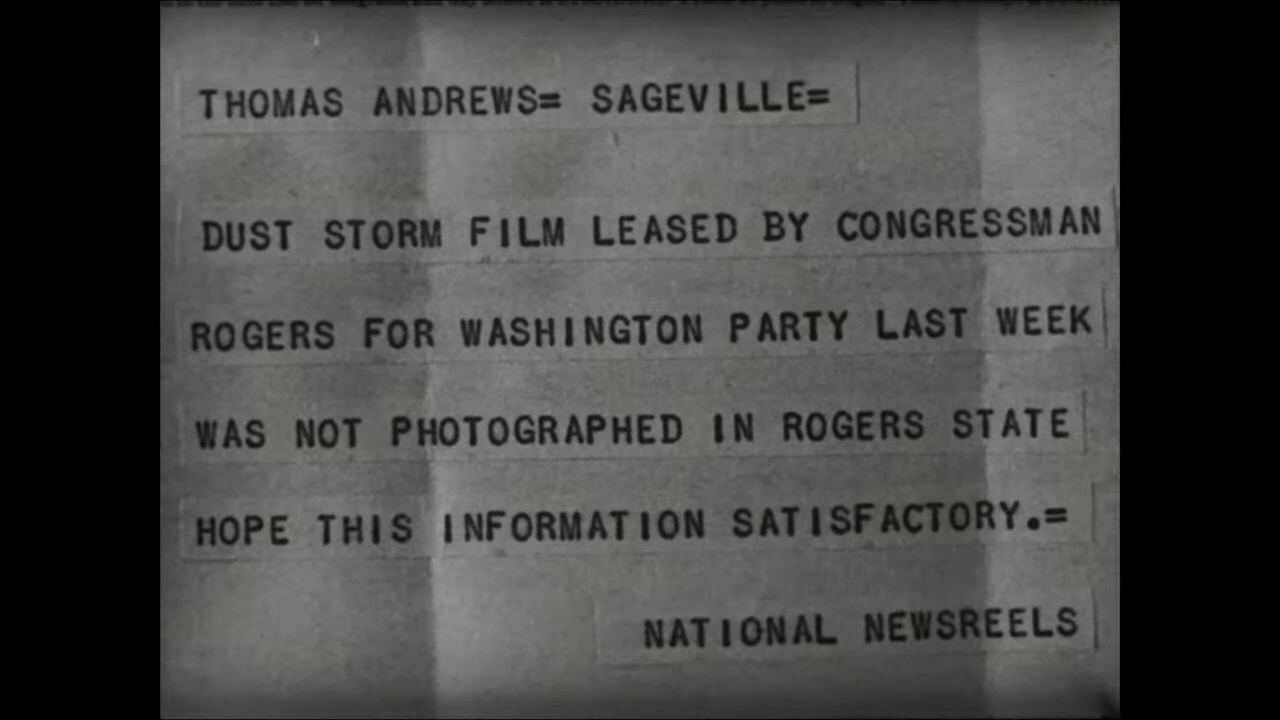 THOMAS ANDREWS= SAGEVILLE=
DUST STORM FILM LEASED BY CONGRESSMAN
ROGERS FOR WASHINGTON PARTY LAST WEEK
WAS NOT PHOTOGRAPHED IN ROGERS STATE
HOPE THIS INFORMATION SATISFACTORY.=
NATIONAL NEWSREELS